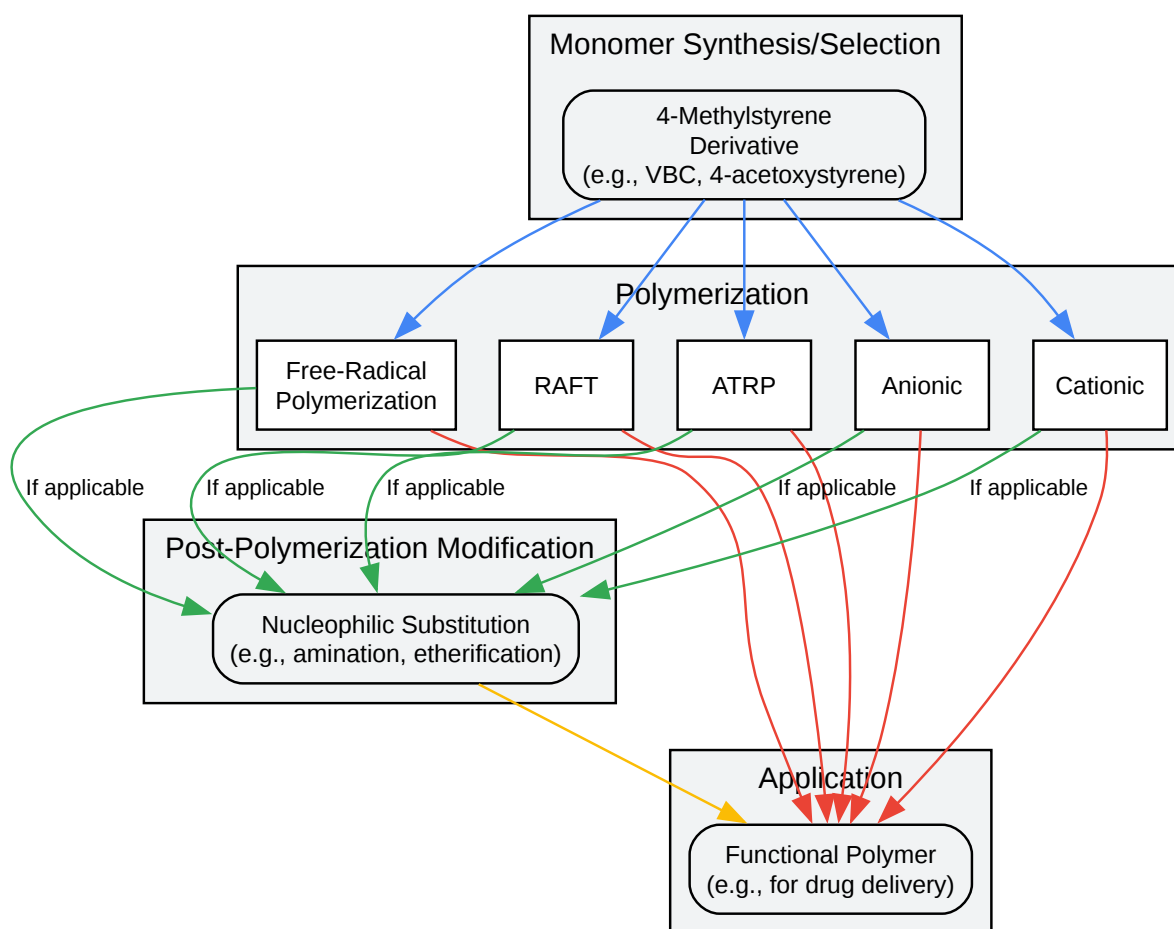 Monomer Synthesis/Selection
4-Methylstyrene
Derivative
(e.g., VBC, 4-acetoxystyrene)
Polymerization
Free-Radical
Polymerization
RAFT
ATRP
Anionic
Cationic
If applicable
If applicable
If applicable
If applicable
If applicable
Post-Polymerization Modification
Nucleophilic Substitution
(e.g., amination, etherification)
Application
Functional Polymer
(e.g., for drug delivery)